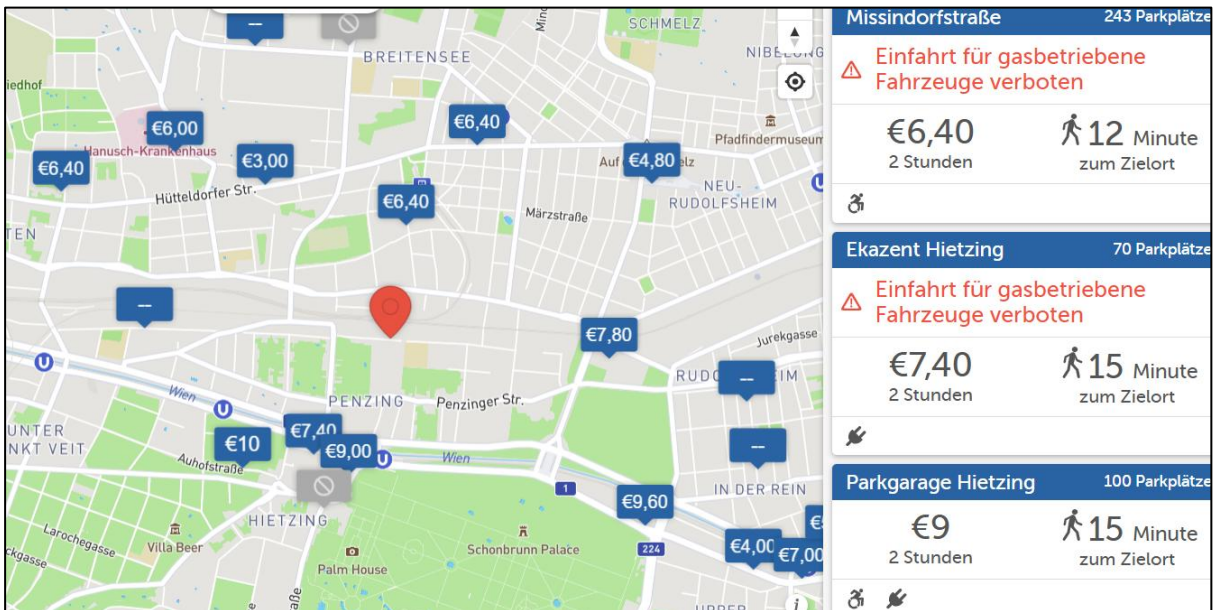 SCHMELZ
BREITENSEE
€6,00
Hanusch-Krankenhaus
€6,40
€3,00
Hütteldorfer Str.
€6,40
€6,40
Märzstraße
€4,80
Pfadfindermuseum
NEU-
RUDOLFSHEIM
--
--
€7,80
Jurekgasse
--
U
Wien
U
PENZING
Penzinger Str.
UNTER
NKT VEIT
€10
€7,40
€9,00
U
Auhofstraße
Wien
--
1
IN DER REIN
HIETZING
€9,60
Larochegasse
Villa Beer
Schonbrunn Palace
224
€4,00
€7,00
Palm House
i
Missindorfstraße
243 Parkplätze
Einfahrt für gasbetriebene
Fahrzeuge verboten
€6,40
12 Minute
2 Stunden
zum Zielort
Ekazent Hietzing
70 Parkplätze
Einfahrt für gasbetriebene
Fahrzeuge verboten
€7,40
15 Minute
2 Stunden
zum Zielort
Parkgarage Hietzing
100 Parkplätze
€9
15 Minute
2 Stunden
zum Zielort